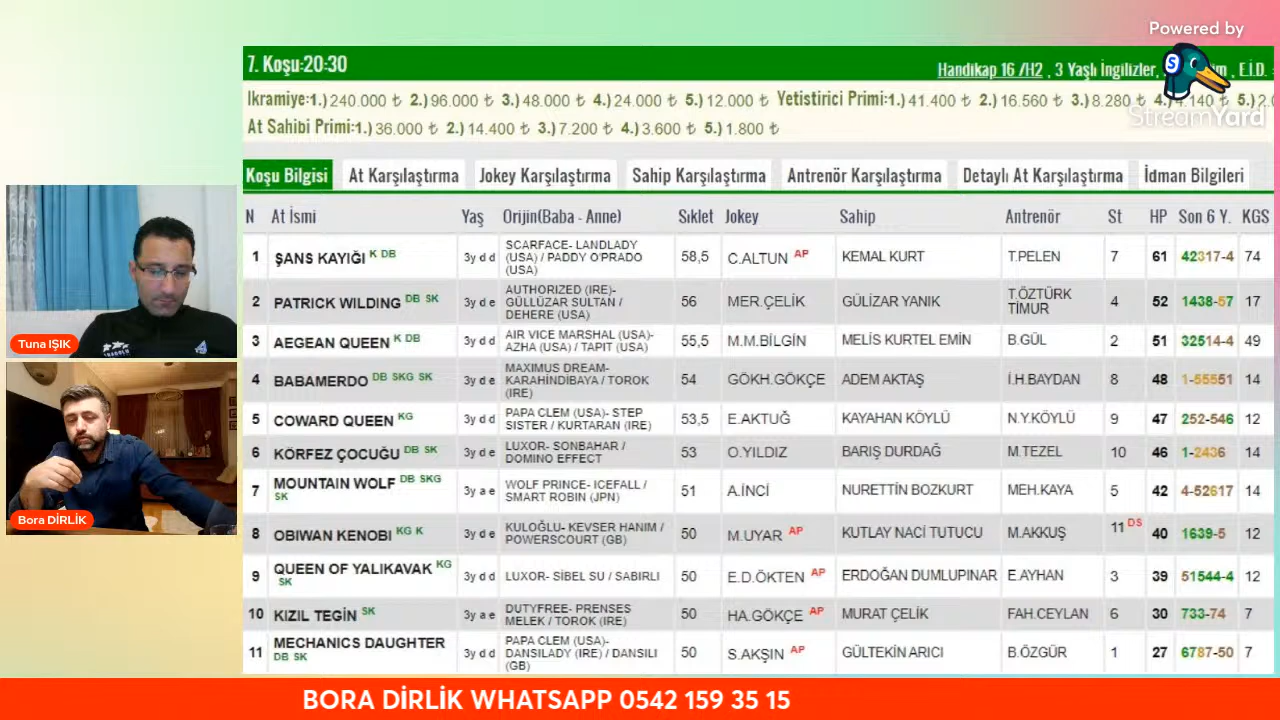 Powered by
StreamYard
7. Koşu:20:30
Handikap 16 /H2 , 3 Yaşlı İngilizler, , E.İ.D. :
İkramiye:1.) 240.000 ₺ 2.) 96.000 ₺ 3.) 48.000 ₺ 4.) 24.000 ₺ 5.) 12.000 ₺ Yetistirici Primi:1.) 41.400 ₺ 2.) 16.560 ₺ 3.) 8.280 ₺ 4.) 4.140 ₺ 5.)
At Sahibi Primi:1.) 36.000 ₺ 2.) 14.400 ₺ 3.) 7.200 ₺ 4.) 3.600 ₺ 5.) 1.800 ₺
Koşu Bilgisi At Karşılaştırma Jokey Karşılaştırma Sahip Karşılaştırma Antrenör Karşılaştırma Detaylı At Karşılaştırma İdman Bilgileri
N At İsmi Yaş Orijin(Baba - Anne) Sıklet Jokey Sahip Antrenör St HP Son 6 Y. KGS
1 ŞANS KAYIĞI K DB 3y d d SCARFACE- LANDLADY (USA) / PADDY O'PRADO (USA) 58,5 C.ALTUN AP KEMAL KURT T.PELEN 7 61 42317-4 74
2 PATRICK WILDING DB SK 3y d e AUTHORIZED (IRE)- GÜLLÜZAR SULTAN / DEHERE (USA) 56 MER.ÇELİK GÜLİZAR YANIK T.ÖZTÜRK TİMUR 4 52 1438-57 17
3 AEGEAN QUEEN K DB 3y d d AIR VICE MARSHAL (USA)- AZHA (USA) / TAPIT (USA) 55,5 M.M.BİLGİN MELİS KURTEL EMİN B.GÜL 2 51 32514-4 49
4 BABAMERDO DB SKG SK 3y d e MAXIMUS DREAM- KARAHİNDİBAYA / TOROK (IRE) 54 GÖKH.GÖKÇE ADEM AKTAŞ İ.H.BAYDAN 8 48 1-55551 14
5 COWARD QUEEN KG 3y d d PAPA CLEM (USA)- STEP SISTER / KURTARAN (IRE) 53,5 E.AKTUĞ KAYAHAN KÖYLÜ N.Y.KÖYLÜ 9 47 252-546 12
6 KÖRFEZ ÇOCUĞU DB SK 3y d e LUXOR- SONBAHAR / DOMINO EFFECT 53 O.YILDIZ BARIŞ DURDAĞ M.TEZEL 10 46 1-2436 14
7 MOUNTAIN WOLF DB SKG SK 3y a e WOLF PRINCE- ICEFALL / SMART ROBIN (JPN) 51 A.İNCİ NURETTİN BOZKURT MEH.KAYA 5 42 4-52617 14
8 OBIWAN KENOBI KG K 3y d e KULOĞLU- KEVSER HANIM / POWERSCOURT (GB) 50 M.UYAR AP KUTLAY NACİ TUTUCU M.AKKUŞ 11 DS 40 1639-5 12
9 QUEEN OF YALIKAVAK KG SK 3y d d LUXOR- SİBEL SU / SABIRLI 50 E.D.ÖKTEN AP ERDOĞAN DUMLUPINAR E.AYHAN 3 39 51544-4 12
10 KIZIL TEGİN SK 3y a e DUTYFREE- PRENSES MELEK / TOROK (IRE) 50 HA.GÖKÇE AP MURAT ÇELİK FAH.CEYLAN 6 30 733-74 7
11 MECHANICS DAUGHTER DB SK 3y d d PAPA CLEM (USA)- DANSILADY (IRE) / DANSILI (GB) 50 S.AKŞIN AP GÜLTEKİN ARICI B.ÖZGÜR 1 27 6787-50 7
Tuna IŞIK
Bora DİRLİK
BORA DİRLİK WHATSAPP 0542 159 35 15